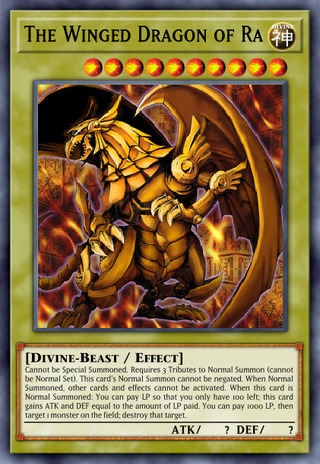 The Winged Dragon of Ra
DIVINE
神
[Divine-Beast / Effect]
Cannot be Special Summoned. Requires 3 Tributes to Normal Summon (cannot
be Normal Set). This card's Normal Summon cannot be negated. When Normal
Summoned, other cards and effects cannot be activated. When this card is
Normal Summoned: You can pay LP so that you only have 100 left; this card
gains ATK and DEF equal to the amount of LP paid. You can pay 1000 LP, then
target 1 monster on the field; destroy that target.
ATK/ ? DEF/ ?